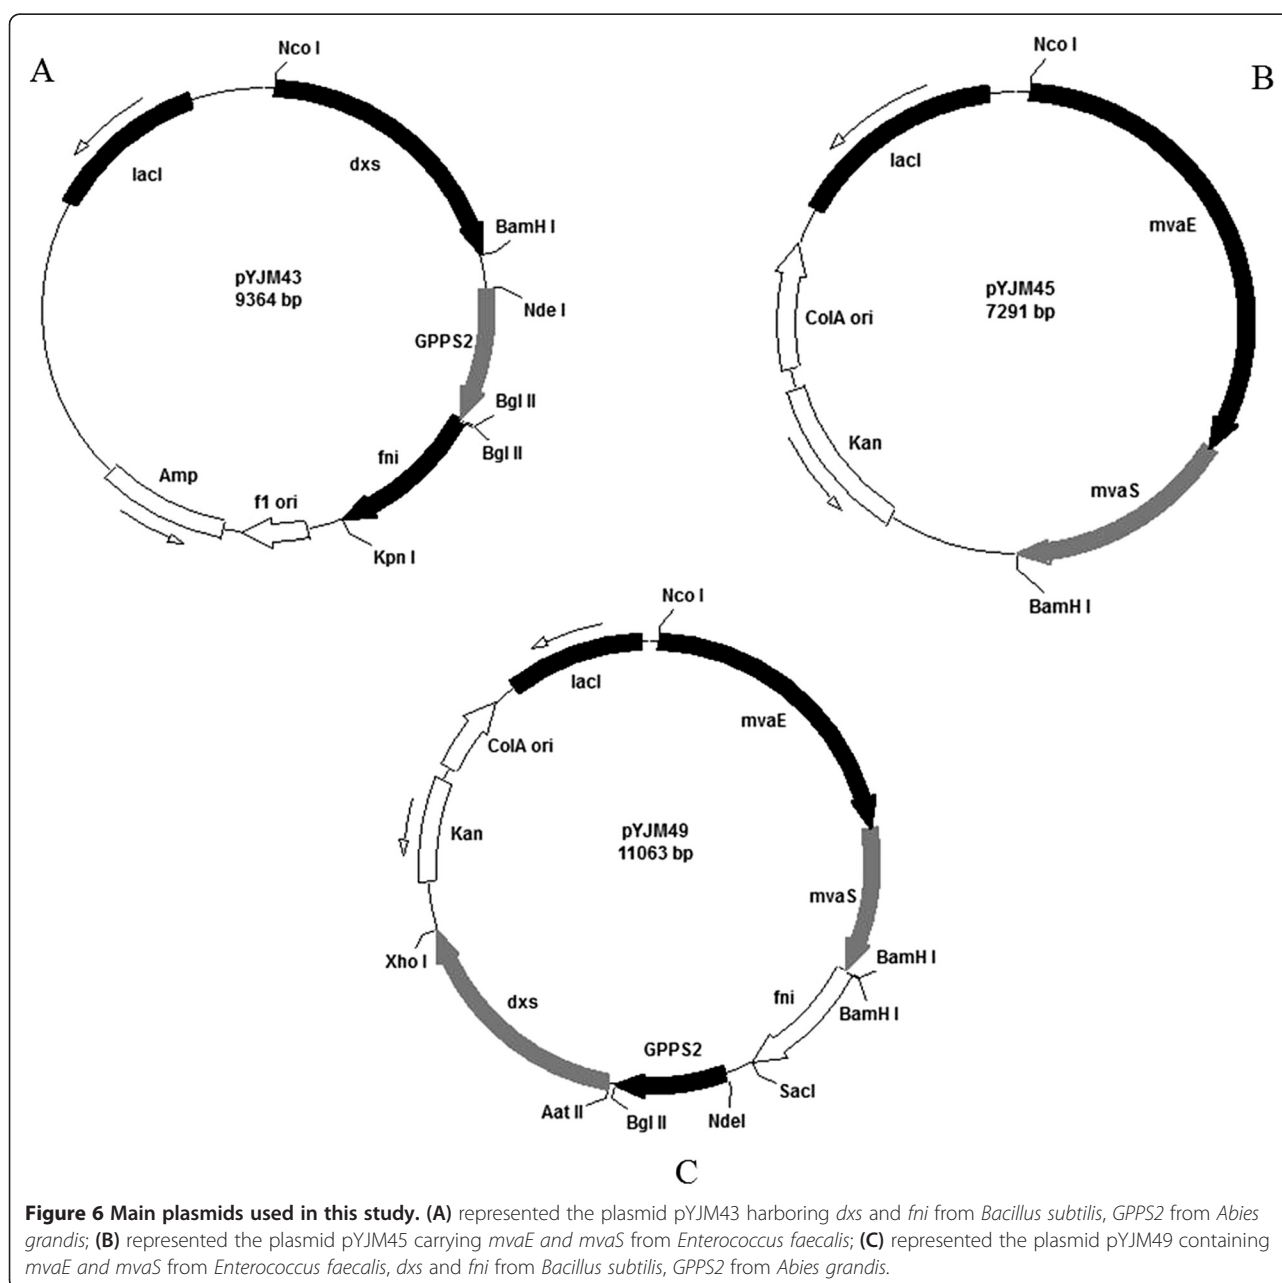 A
Nco I
lacI
dxs
BamH I
pYJM43
9364 bp
Nde I
GPPS2
Bgl II
Bgl II
fni
Amp
f1 ori
Kpn I
B
Nco I
lacI
mvaE
pYJM45
7291 bp
ColA ori
Kan
mvaS
BamH I
Nco I
lacI
mvaE
ColA ori
Kan
pYJM49
11063 bp
mvaS
BamH I
BamH I
fni
Xho I
dxs
GPPS2
SacI
Aat II
Bgl II
NdeI
C
Figure 6 Main plasmids used in this study. (A) represented the plasmid pYJM43 harboring dxs and fni from Bacillus subtilis, GPPS2 from Abies
grandis; (B) represented the plasmid pYJM45 carrying mvaE and mvaS from Enterococcus faecalis; (C) represented the plasmid pYJM49 containing
mvaE and mvaS from Enterococcus faecalis, dxs and fni from Bacillus subtilis, GPPS2 from Abies grandis.